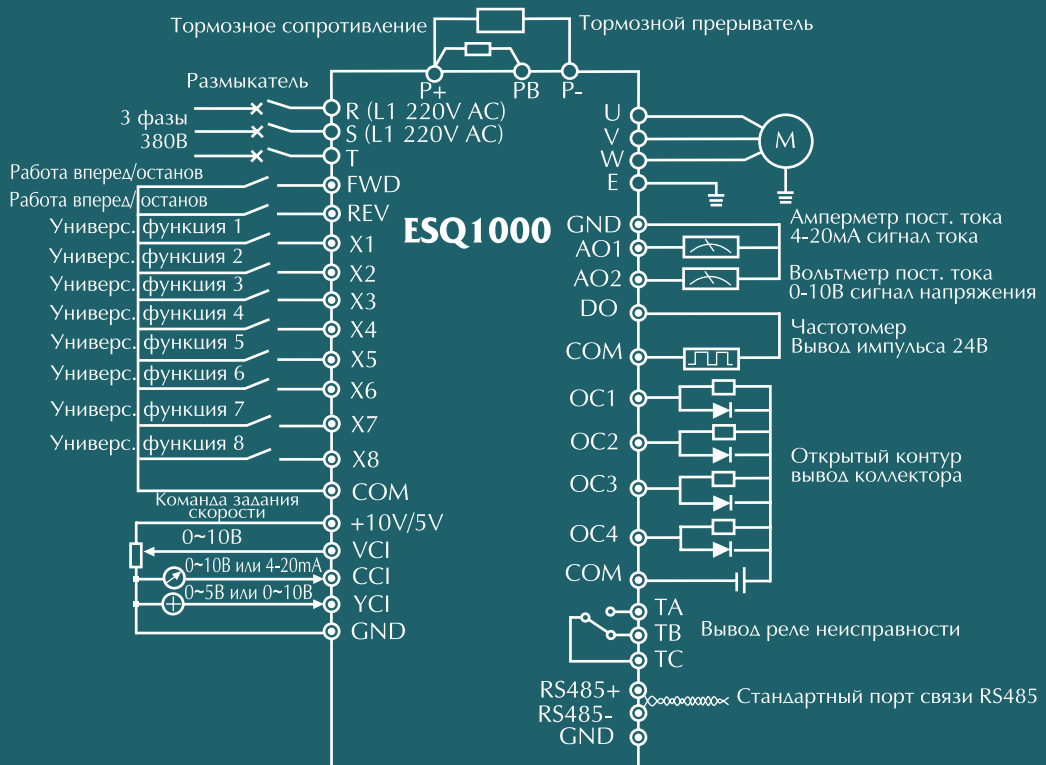 Тормозное сопротивление
Тормозной прерыватель
P+
PB
P-
Размыкатель
3 фазы
380В
R (L1 220V AC)
S (L1 220V AC)
T
Работа вперед/останов
FWD
Работа вперед/останов
REV
Универс. функция 1
X1
Универс. функция 2
X2
Универс. функция 3
X3
Универс. функция 4
X4
Универс. функция 5
X5
Универс. функция 6
X6
Универс. функция 7
X7
Универс. функция 8
X8
COM
Команда задания
скорости
+10V/5V
0~10В
VCI
0~10В или 4-20mA
CCI
0~5В или 0~10В
YCI
GND
ESQ1000
U
V
W
E
M
GND
AO1
Амперметр пост. тока
4-20мА сигнал тока
AO2
Вольтметр пост. тока
0-10В сигнал напряжения
DO
COM
Частотомер
Вывод импульса 24В
OC1
OC2
OC3
OC4
COM
Открытый контур
вывод коллектора
TA
TB
TC
Вывод реле неисправности
RS485+
RS485-
GND
Стандартный порт связи RS485